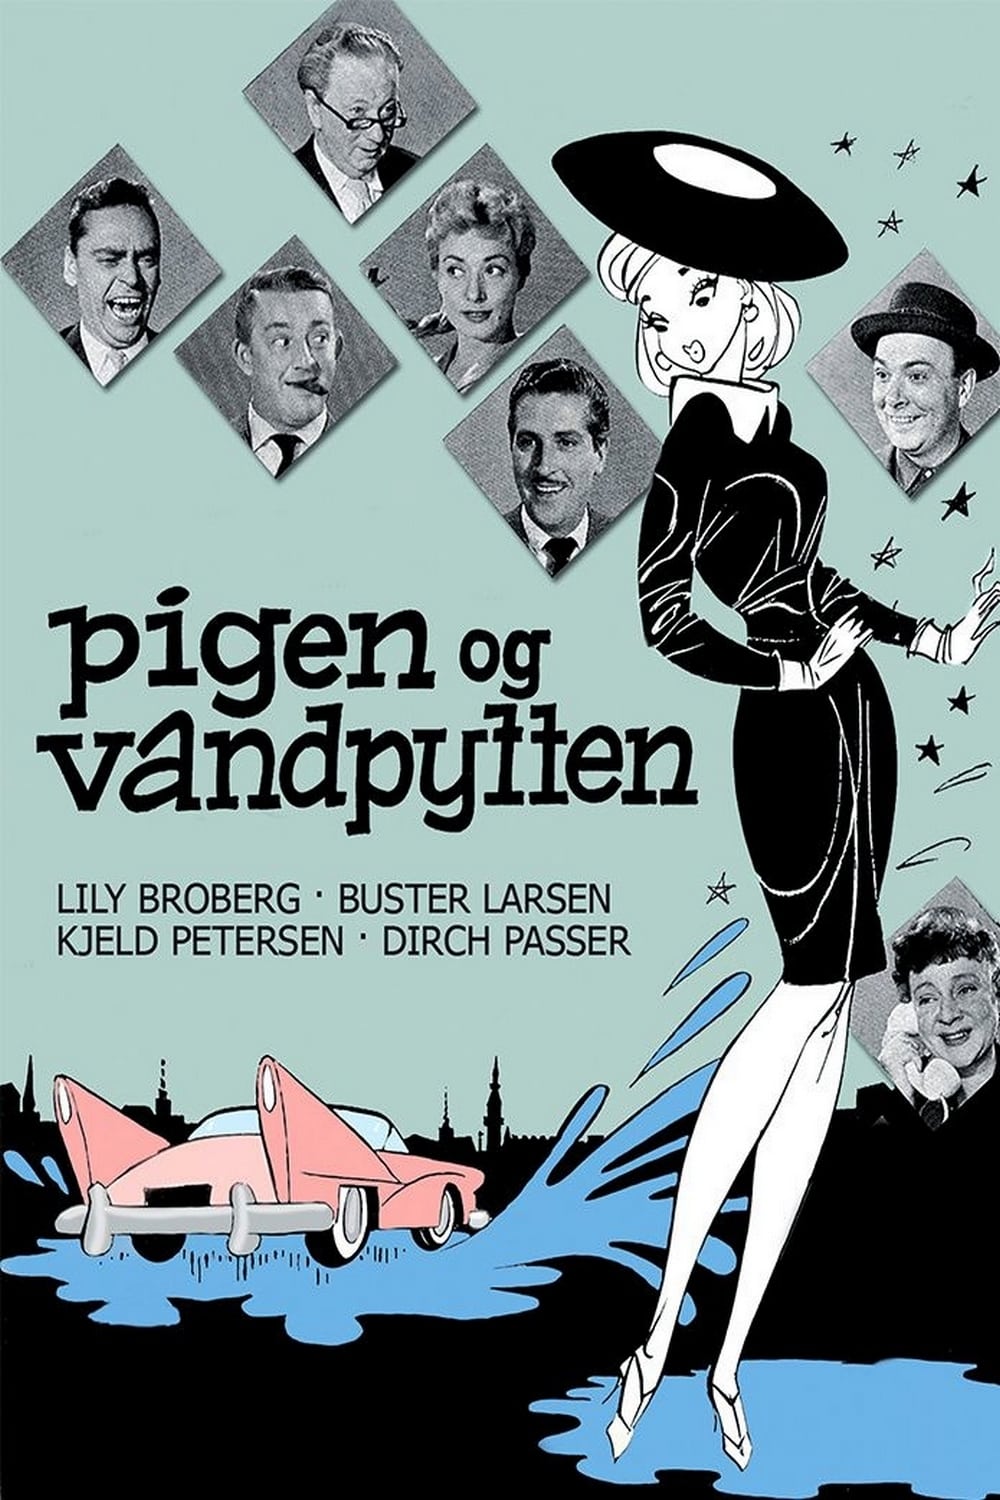 pigen og
vandpytten
LILY BROBERG · BUSTER LARSEN
KJELD PETERSEN · DIRCH PASSER